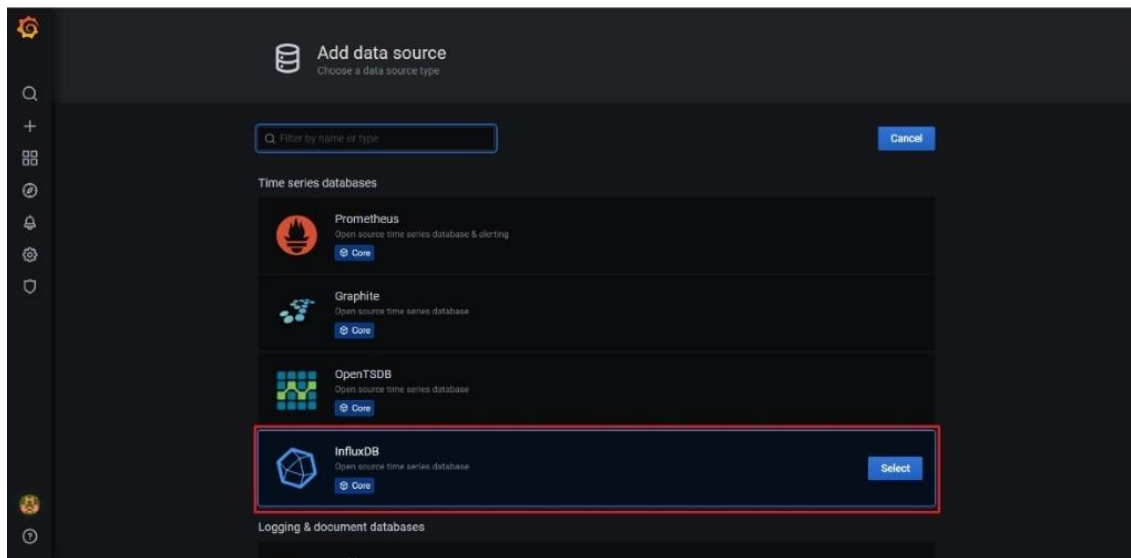 Add data source
Choose a data source type
Filter by name or type
Cancel
Time series databases
Prometheus
Open source time series database & alerting
Core
Graphite
Open source time series database
Core
OpenTSDB
Open source time series database
Core
InfluxDB
Open source time series database
Core
Select
Logging & document databases